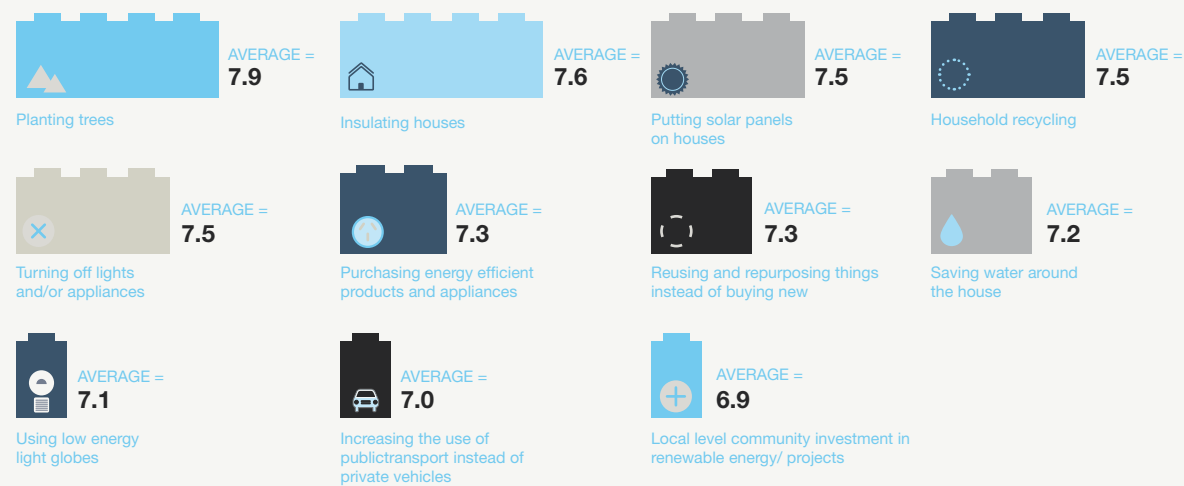 AVERAGE =
7.9
Planting trees
AVERAGE =
7.6
Insulating houses
AVERAGE =
7.5
Putting solar panels
on houses
AVERAGE =
7.5
Household recycling
AVERAGE =
7.5
Turning off lights
and/or appliances
AVERAGE =
7.3
Purchasing energy efficient
products and appliances
AVERAGE =
7.3
Reusing and repurposing things
instead of buying new
AVERAGE =
7.2
Saving water around
the house
AVERAGE =
7.1
Using low energy
light globes
AVERAGE =
7.0
Increasing the use of
publictransport instead of
private vehicles
AVERAGE =
6.9
Local level community investment in
renewable energy/ projects